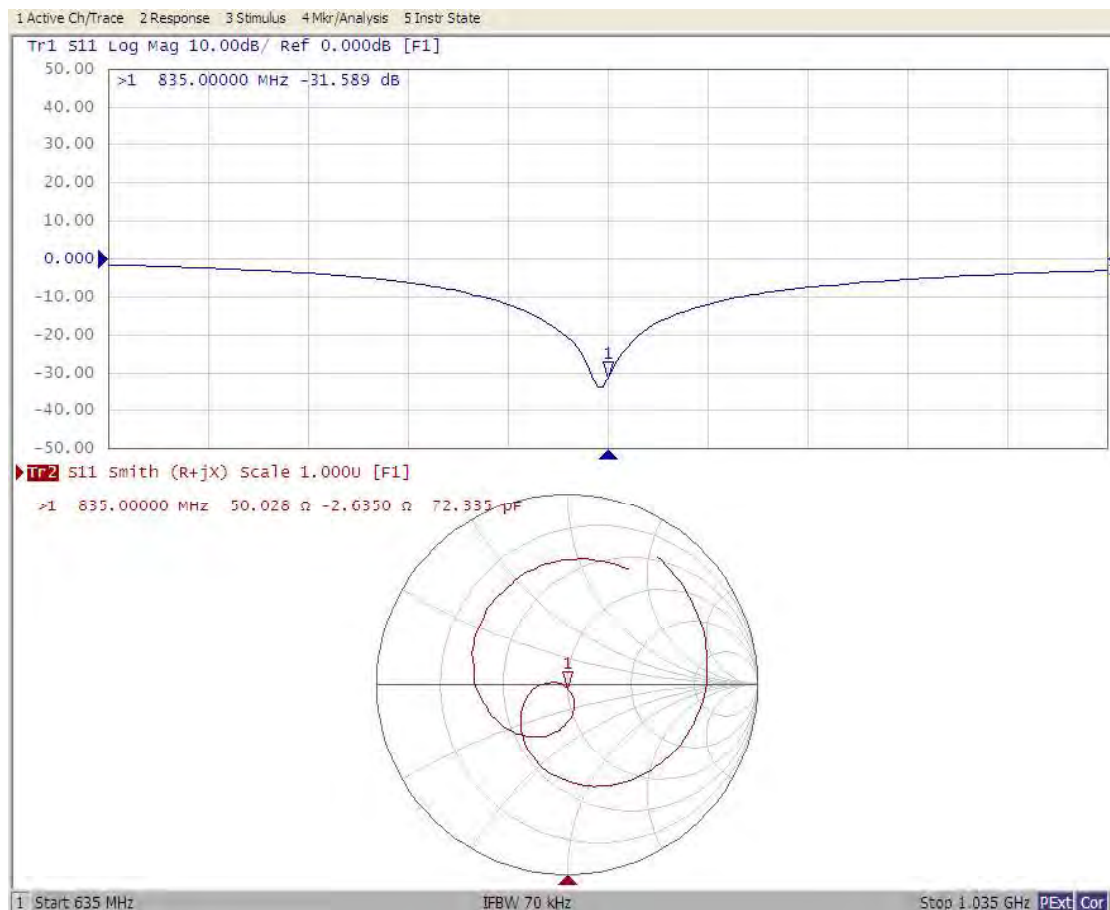 1 Active Ch/Trace 2 Response 3 Stimulus 4 Mkr/Analysis 5 Instr State
Tr1 S11 Log Mag 10.00dB/ Ref 0.000dB [F1]
50.00
>1 835.00000 MHz -31.589 dB
40.00
30.00
20.00
10.00
0.000
-10.00
-20.00
1
-30.00
-40.00
-50.00
Tr2 S11 Smith (R+jX) Scale 1.000U [F1]
>1 835.00000 MHz 50.028 Ω -2.6350 Ω 72.335 pF
1
1 Start 635 MHz IFBW 70 kHz Stop 1.035 GHz PExt Cor